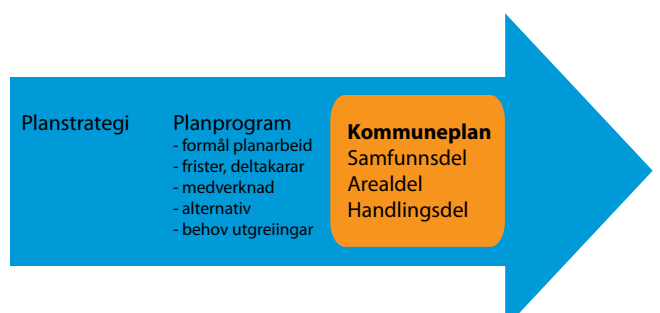 Planstrategi
Planprogram
- formål planarbeid
- frister, deltakarar
- medverknad
- alternativ
- behov utgreiingar
Kommuneplan
Samfunnsdel
Arealdel
Handlingsdel